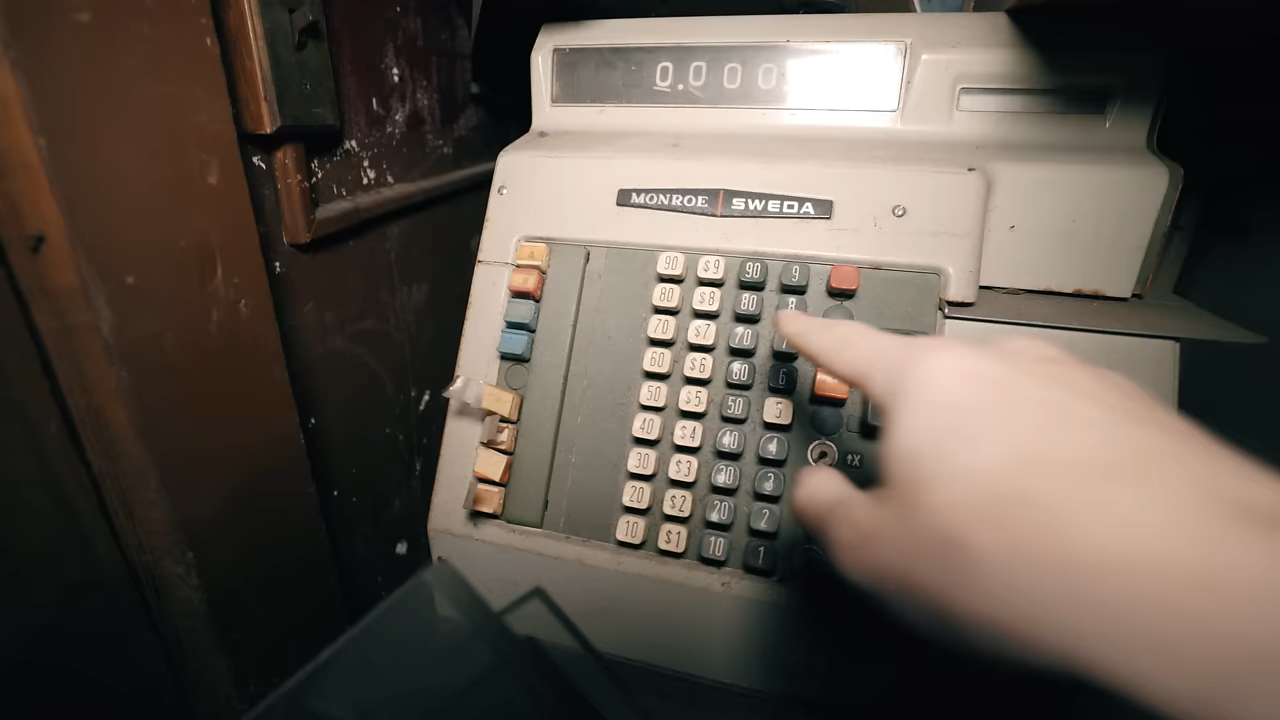 0.000
MONROE SWEDA
90 $9 90 9
80 $8 80 8
70 $7 70 7
60 $6 60 6
50 $5 50 5
40 $4 40 4
30 $3 30 3
20 $2 20 2
10 $1 10 1
↑X